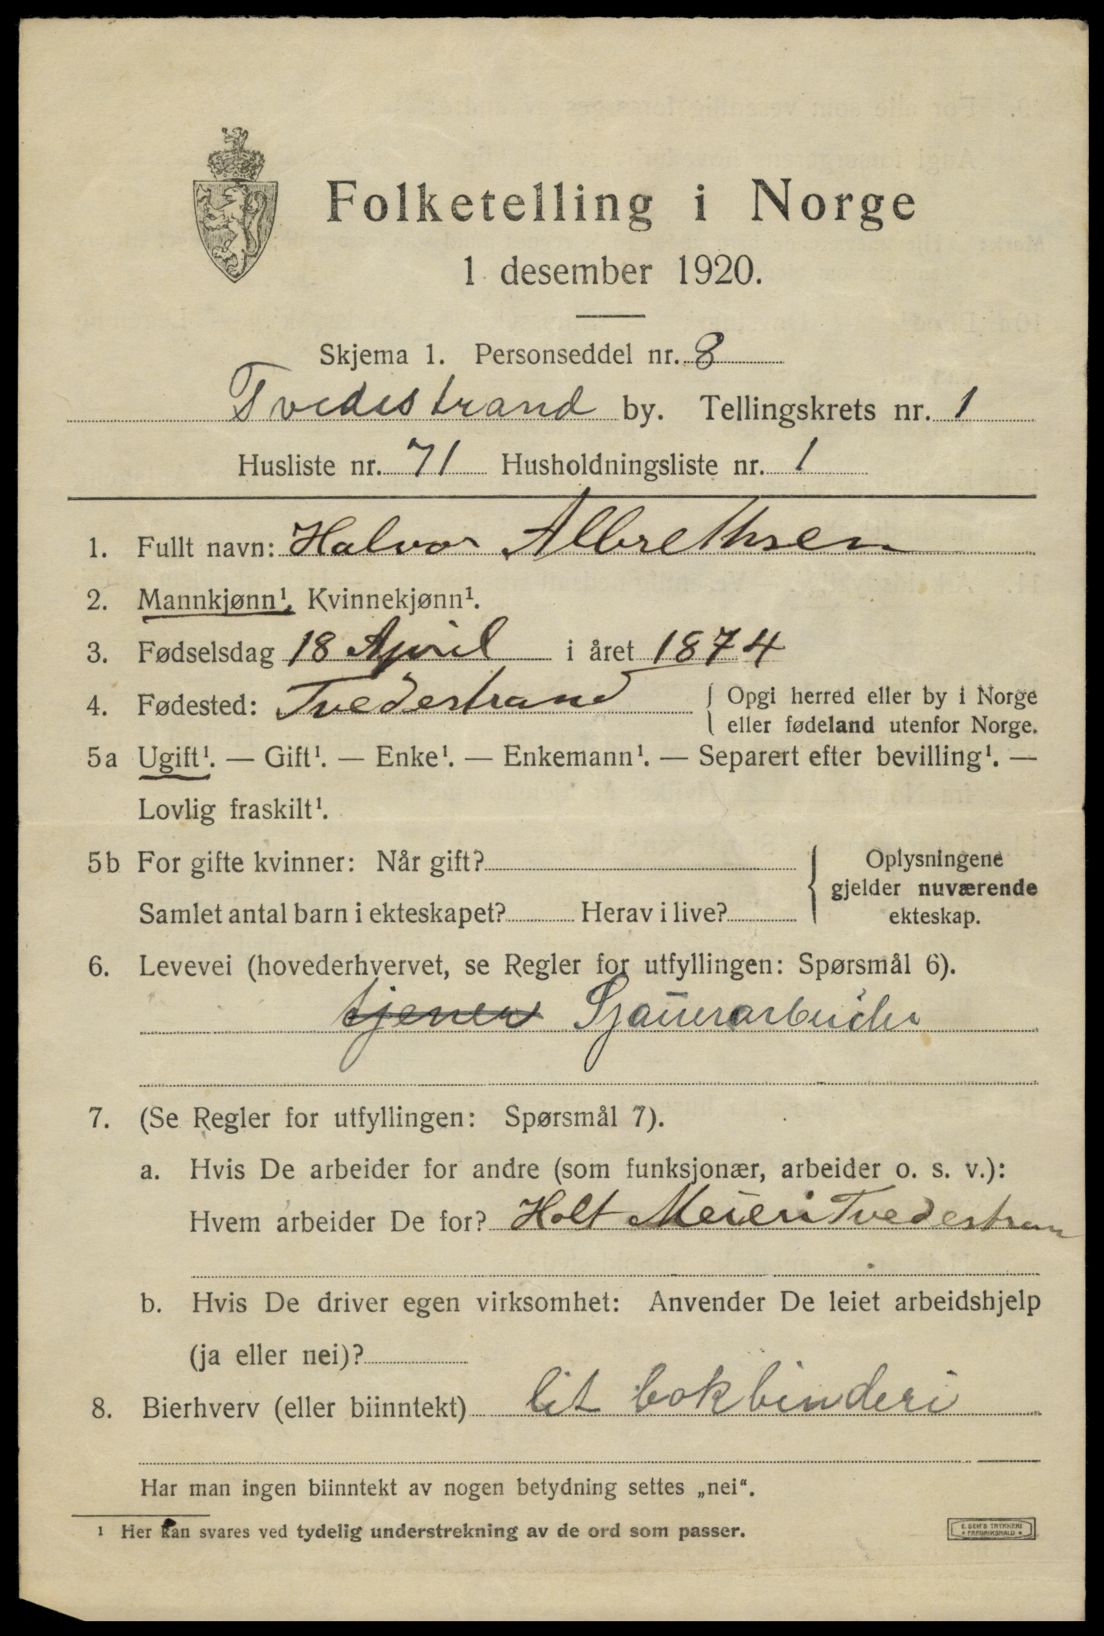 Folketelling i Norge
1 desember 1920.
Skjema 1. Personseddel nr. 8
Tvedestrand by. Tellingskrets nr. 1
Husliste nr. 71 Husholdningsliste nr. 1
1. Fullt navn: Halvor Albrethsen
2. Mannkjønn¹, Kvinnekjønn¹.
3. Fødselsdag 18 April i året 1874
4. Fødested: Tvedestrand { Opgi herred eller by i Norge
eller fødeland utenfor Norge.
5a Ugift¹. — Gift¹. — Enke¹. — Enkemann¹. — Separert efter bevilling¹. —
Lovlig fraskilt¹.
5b For gifte kvinner: Når gift? { Oplysningene
gjelder nuværende
Samlet antal barn i ekteskapet? Herav i live? ekteskap.
6. Levevei (hovederhvervet, se Regler for utfyllingen: Spørsmål 6).
tjener Sjauerarbeider
7. (Se Regler for utfyllingen: Spørsmål 7).
a. Hvis De arbeider for andre (som funksjonær, arbeider o. s. v.):
Hvem arbeider De for? Holt Meieri Tvedestran
b. Hvis De driver egen virksomhet: Anvender De leiet arbeidshjelp
(ja eller nei)?
8. Bierhverv (eller biinntekt) lit bokbinderi
Har man ingen biinntekt av nogen betydning settes „nei“.
¹ Her kan svares ved tydelig understrekning av de ord som passer.
E. SEM'S TRYKKERI
FREDRIKSHALD